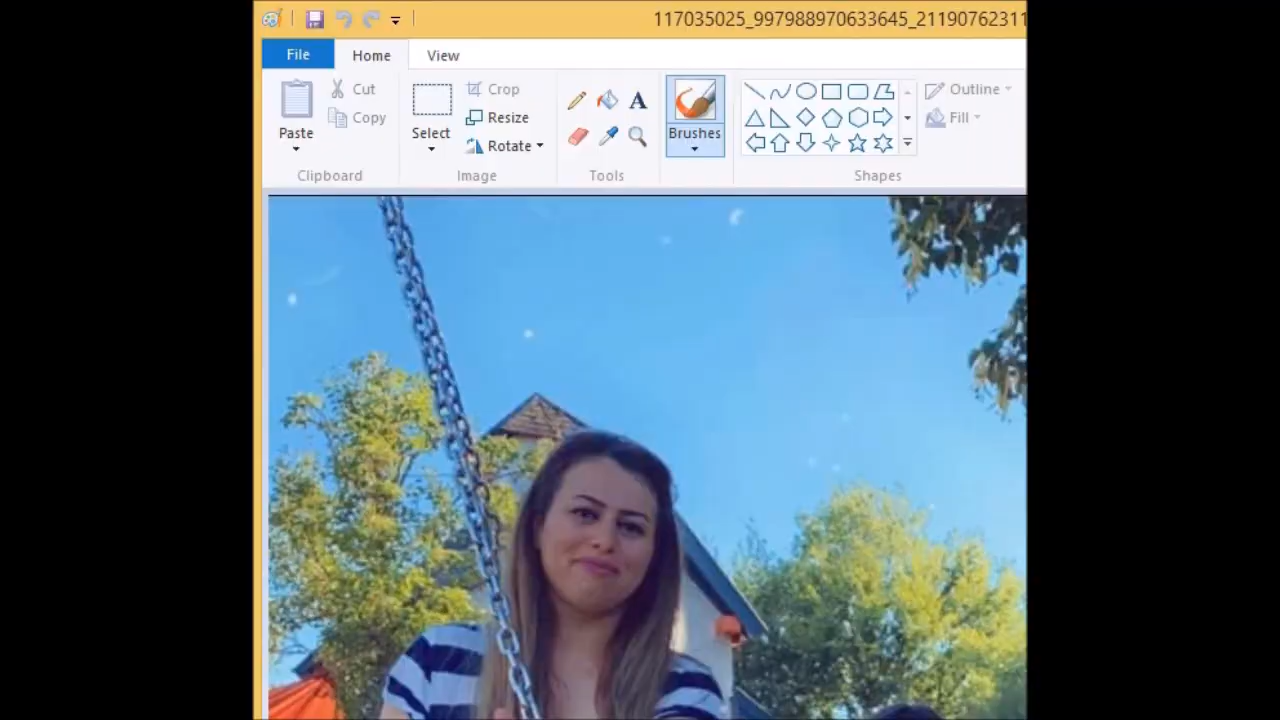 117035025_997988970633645_21190762311
File
Home
View
Paste
Cut
Copy
Clipboard
Select
Crop
Resize
Rotate
Image
A
Tools
Brushes
Outline
Fill
Shapes